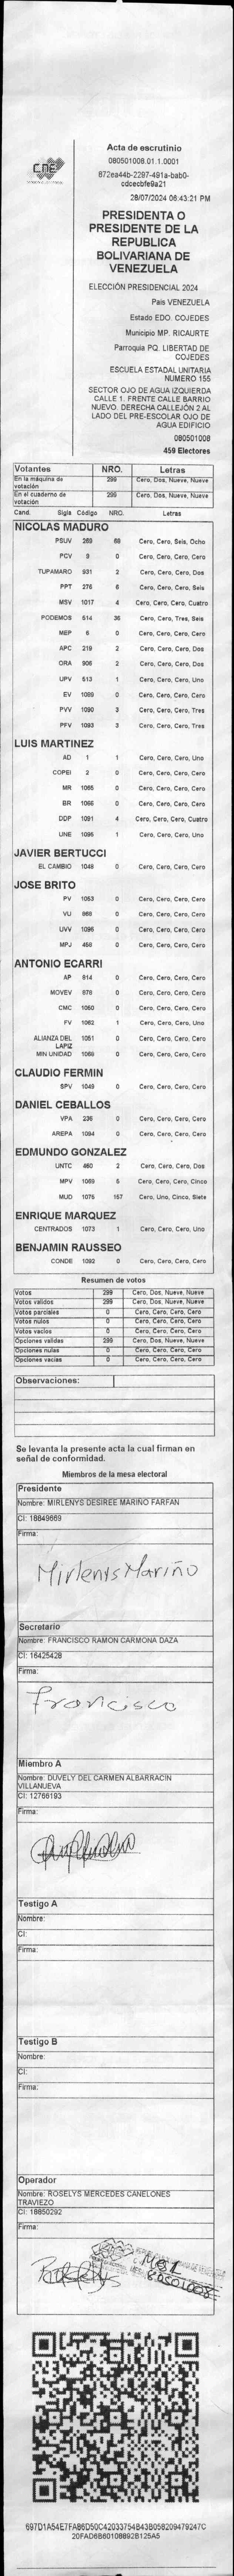 CNE
Acta de escrutinio
080501008.01.1.0001
872ea44b-2297-491a-bab0-
cdcecbfe9a21
28/07/2024 06:43:21 PM
PRESIDENTA O
PRESIDENTE DE LA
REPUBLICA
BOLIVARIANA DE
VENEZUELA
ELECCIÓN PRESIDENCIAL 2024
País VENEZUELA
Estado EDO. COJEDES
Municipio MP. RICAURTE
Parroquia PQ. LIBERTAD DE
COJEDES
ESCUELA ESTADAL UNITARIA
NUMERO 155
SECTOR OJO DE AGUA IZQUIERDA
CALLE 1. FRENTE CALLE BARRIO
NUEVO. DERECHA CALLEJÓN 2 AL
LADO DEL PRE-ESCOLAR OJO DE
AGUA EDIFICIO
080501008
459 Electores
Votantes NRO. Letras
En la máquina de votación 299 Cero, Dos, Nueve, Nueve
En el cuaderno de votación 299 Cero, Dos, Nueve, Nueve
Cand. Sigla Código NRO. Letras
NICOLAS MADURO
PSUV 269 68 Cero, Cero, Seis, Ocho
PCV 9 0 Cero, Cero, Cero, Cero
TUPAMARO 931 2 Cero, Cero, Cero, Dos
PPT 276 6 Cero, Cero, Cero, Seis
MSV 1017 4 Cero, Cero, Cero, Cuatro
PODEMOS 614 36 Cero, Cero, Tres, Seis
MEP 6 0 Cero, Cero, Cero, Cero
APC 219 2 Cero, Cero, Cero, Dos
ORA 906 2 Cero, Cero, Cero, Dos
UPV 513 1 Cero, Cero, Cero, Uno
EV 1089 0 Cero, Cero, Cero, Cero
PVV 1090 3 Cero, Cero, Cero, Tres
PFV 1093 3 Cero, Cero, Cero, Tres
LUIS MARTINEZ
AD 1 1 Cero, Cero, Cero, Uno
COPEI 2 0 Cero, Cero, Cero, Cero
MR 1065 0 Cero, Cero, Cero, Cero
BR 1066 0 Cero, Cero, Cero, Cero
DDP 1091 4 Cero, Cero, Cero, Cuatro
UNE 1096 1 Cero, Cero, Cero, Uno
JAVIER BERTUCCI
EL CAMBIO 1048 0 Cero, Cero, Cero, Cero
JOSE BRITO
PV 1053 0 Cero, Cero, Cero, Cero
VU 868 0 Cero, Cero, Cero, Cero
UVV 1095 0 Cero, Cero, Cero, Cero
MPJ 458 0 Cero, Cero, Cero, Cero
ANTONIO ECARRI
AP 814 0 Cero, Cero, Cero, Cero
MOVEV 878 0 Cero, Cero, Cero, Cero
CMC 1050 0 Cero, Cero, Cero, Cero
FV 1062 1 Cero, Cero, Cero, Uno
ALIANZA DEL LAPIZ 1051 0 Cero, Cero, Cero, Cero
MIN UNIDAD 1069 0 Cero, Cero, Cero, Cero
CLAUDIO FERMIN
SPV 1049 0 Cero, Cero, Cero, Cero
DANIEL CEBALLOS
VPA 236 0 Cero, Cero, Cero, Cero
AREPA 1094 0 Cero, Cero, Cero, Cero
EDMUNDO GONZALEZ
UNTC 460 2 Cero, Cero, Cero, Dos
MPV 1069 5 Cero, Cero, Cero, Cinco
MUD 1075 157 Cero, Uno, Cinco, Siete
ENRIQUE MARQUEZ
CENTRADOS 1073 1 Cero, Cero, Cero, Uno
BENJAMIN RAUSSEO
CONDE 1092 0 Cero, Cero, Cero, Cero
Resumen de votos
Votos 299 Cero, Dos, Nueve, Nueve
Votos validos 299 Cero, Dos, Nueve, Nueve
Votos parciales 0 Cero, Cero, Cero, Cero
Votos nulos 0 Cero, Cero, Cero, Cero
Votos vacios 0 Cero, Cero, Cero, Cero
Opciones validas 299 Cero, Dos, Nueve, Nueve
Opciones nulas 0 Cero, Cero, Cero, Cero
Opciones vacias 0 Cero, Cero, Cero, Cero
Observaciones:
Se levanta la presente acta la cual firman en
señal de conformidad.
Miembros de la mesa electoral
Presidente
Nombre: MIRLENYS DESIREE MARINO FARFAN
CI: 18849669
Firma:
Mirlenys Mariño
Secretario
Nombre: FRANCISCO RAMON CARMONA DAZA
CI: 16425428
Firma:
Francisco
Miembro A
Nombre: DUVELY DEL CARMEN ALBARRACIN
VILLANUEVA
CI: 12766193
Firma:
Testigo A
Nombre:
CI:
Firma:
Testigo B
Nombre:
CI:
Firma:
Operador
Nombre: ROSELYS MERCEDES CANELONES
TRAVIEZO
CI: 18850292
Firma:
697D1A54E7FA86D50C42033754843B058209479247C
20FAD6B60108892B125A5